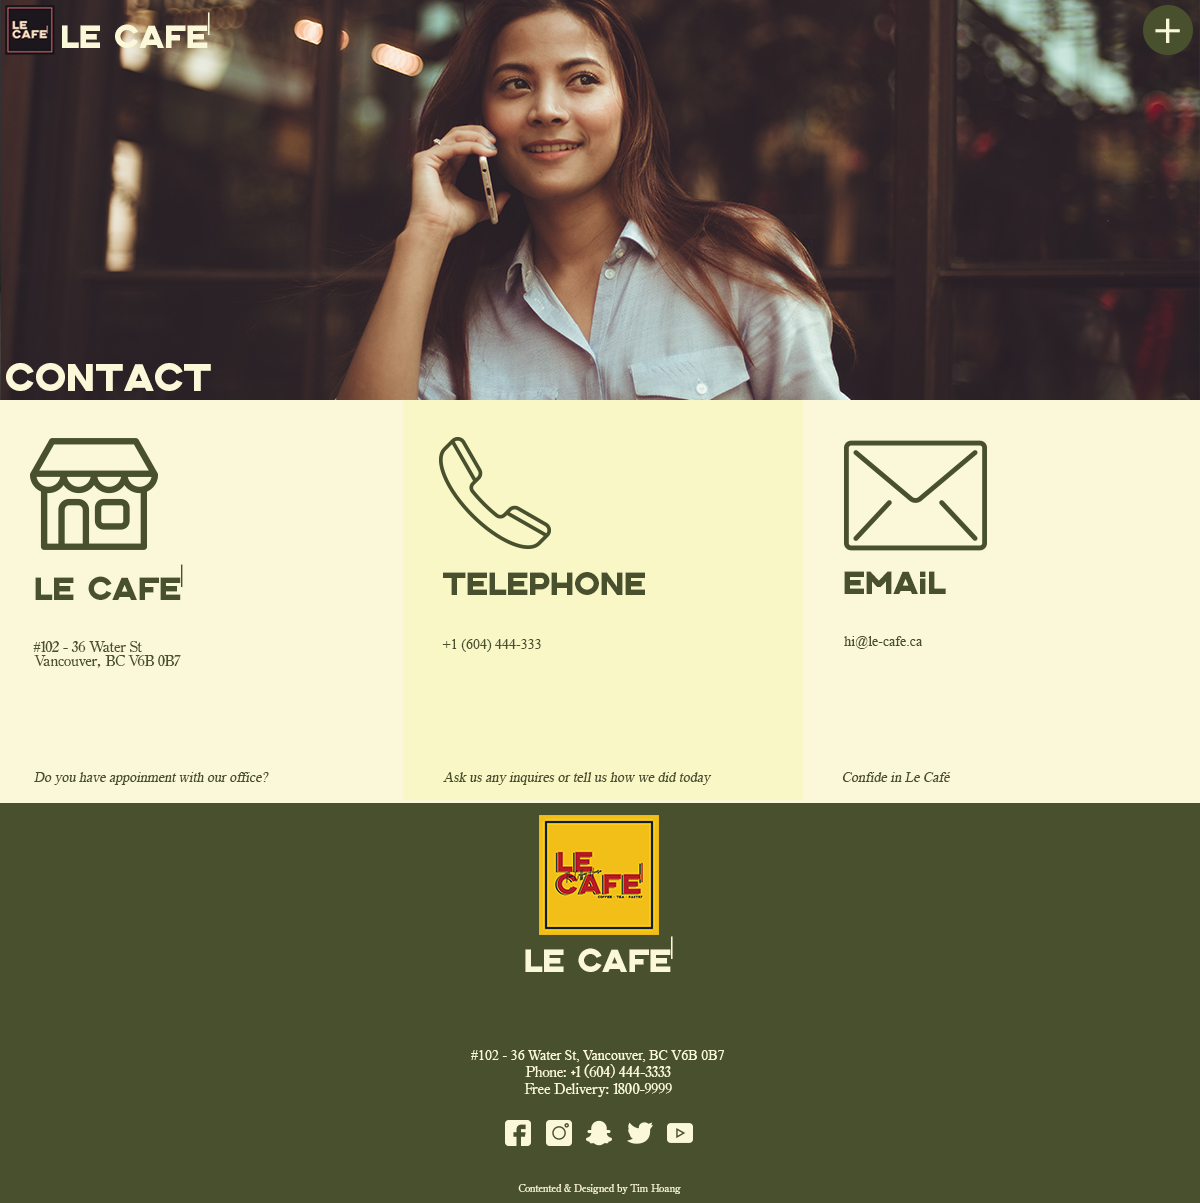 LE
CAFE
LE CAFE
CONTACT
LE CAFE
#102 - 36 Water St
Vancouver, BC V6B 0B7
Do you have appoinment with our office?
TELEPHONE
+1 (604) 444-333
Ask us any inquires or tell us how we did today
EMAiL
hi@le-cafe.ca
Confide in Le Café
LE
CAFE
COFFEE · TEA · PASTRY
LE CAFE
#102 - 36 Water St, Vancouver, BC V6B 0B7
Phone: +1 (604) 444-3333
Free Delivery: 1800-9999
Contented & Designed by Tim Hoang